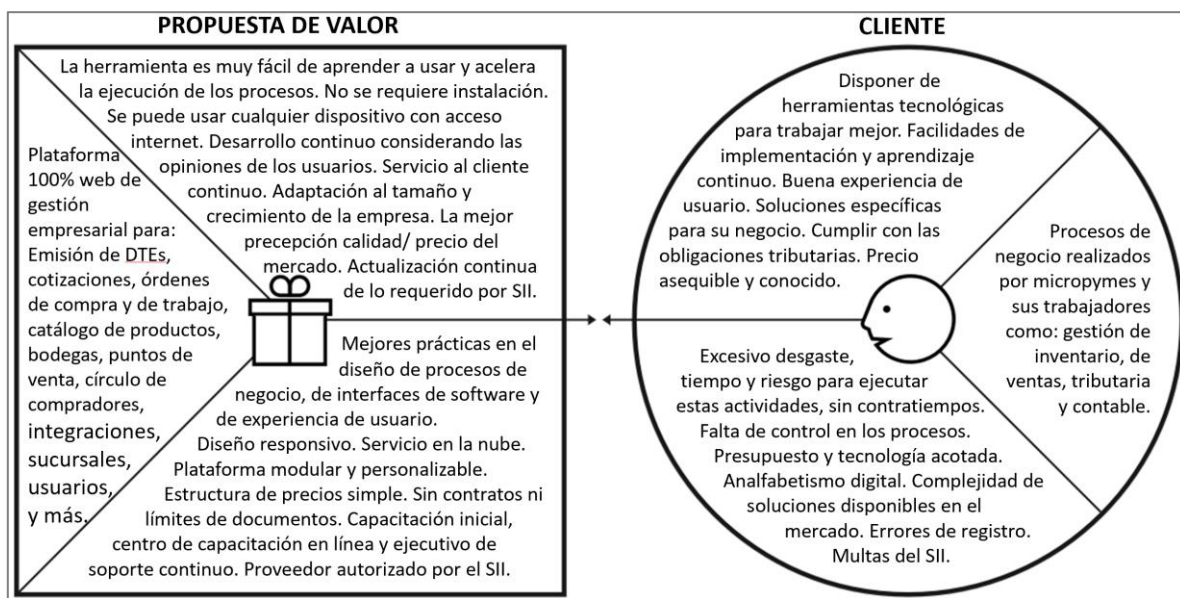 PROPUESTA DE VALOR
La herramienta es muy fácil de aprender a usar y acelera
la ejecución de los procesos. No se requiere instalación.
Se puede usar cualquier dispositivo con acceso
internet. Desarrollo continuo considerando las
opiniones de los usuarios. Servicio al cliente
continuo. Adaptación al tamaño y
crecimiento de la empresa. La mejor
precepción calidad/ precio del
mercado. Actualización continua
de lo requerido por SII.
Plataforma
100% web de
gestión
empresarial para:
Emisión de DTEs,
cotizaciones, órdenes
de compra y de trabajo,
catálogo de productos,
bodegas, puntos de
venta, círculo de
compradores,
integraciones,
sucursales,
usuarios,
y más.
Mejores prácticas en el
diseño de procesos de
negocio, de interfaces de software y
de experiencia de usuario.
Diseño responsivo. Servicio en la nube.
Plataforma modular y personalizable.
Estructura de precios simple. Sin contratos ni
límites de documentos. Capacitación inicial,
centro de capacitación en línea y ejecutivo de
soporte continuo. Proveedor autorizado por el SII.
CLIENTE
Disponer de
herramientas tecnológicas
para trabajar mejor. Facilidades de
implementación y aprendizaje
continuo. Buena experiencia de
usuario. Soluciones específicas
para su negocio. Cumplir con las
obligaciones tributarias. Precio
asequible y conocido.
Procesos de
negocio realizados
por micropymes y
sus trabajadores
como: gestión de
inventario, de
ventas, tributaria
y contable.
Excesivo desgaste,
tiempo y riesgo para ejecutar
estas actividades, sin contratiempos.
Falta de control en los procesos.
Presupuesto y tecnología acotada.
Analfabetismo digital. Complejidad de
soluciones disponibles en el
mercado. Errores de registro.
Multas del SII.